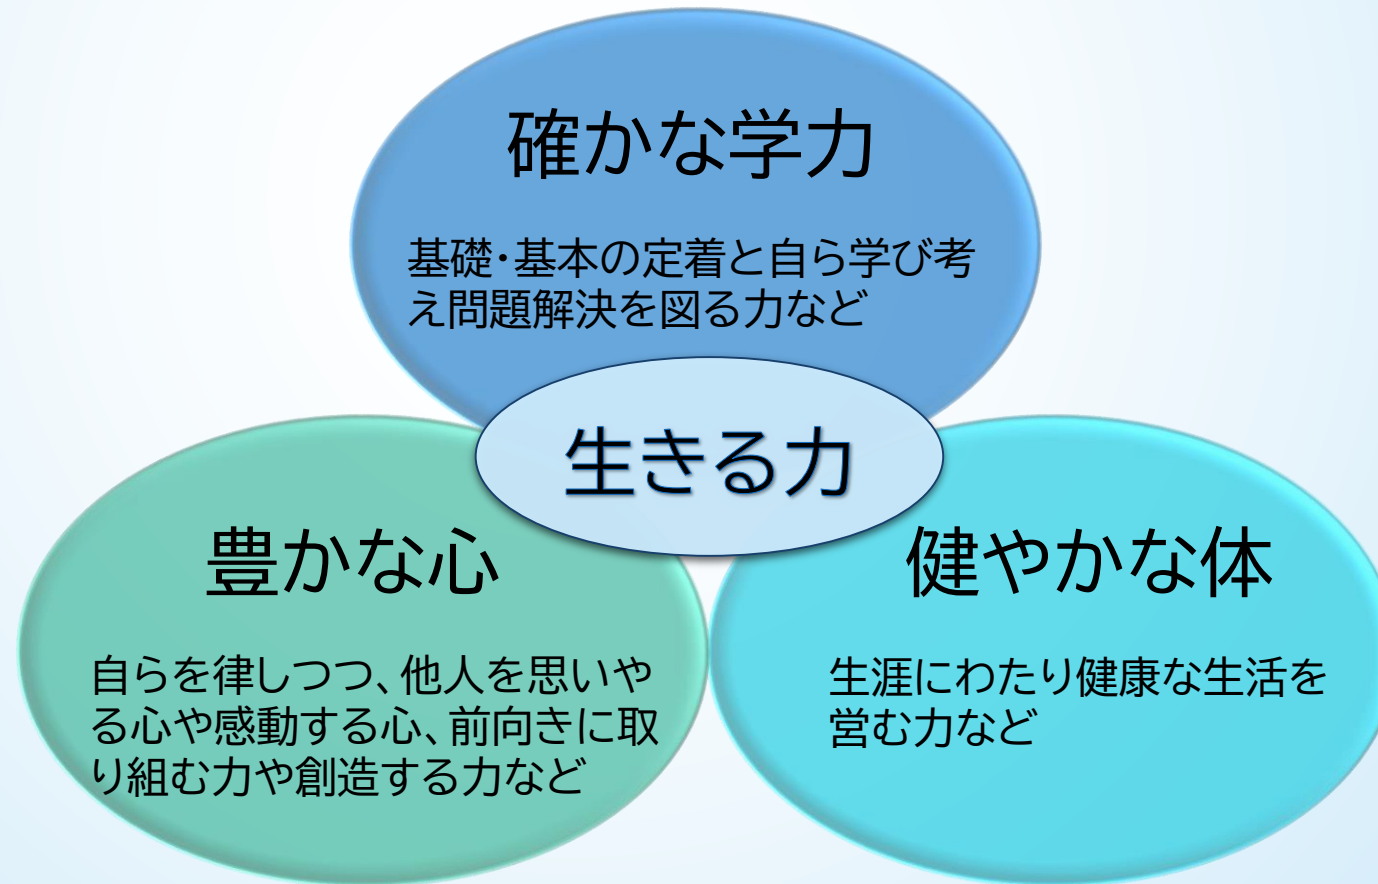 確かな学力
基礎・基本の定着と自ら学び考
え問題解決を図る力など
生きる力
豊かな心
自らを律しつつ、他人を思いや
る心や感動する心、前向きに取
り組む力や創造する力など
健やかな体
生涯にわたり健康な生活を
営む力など